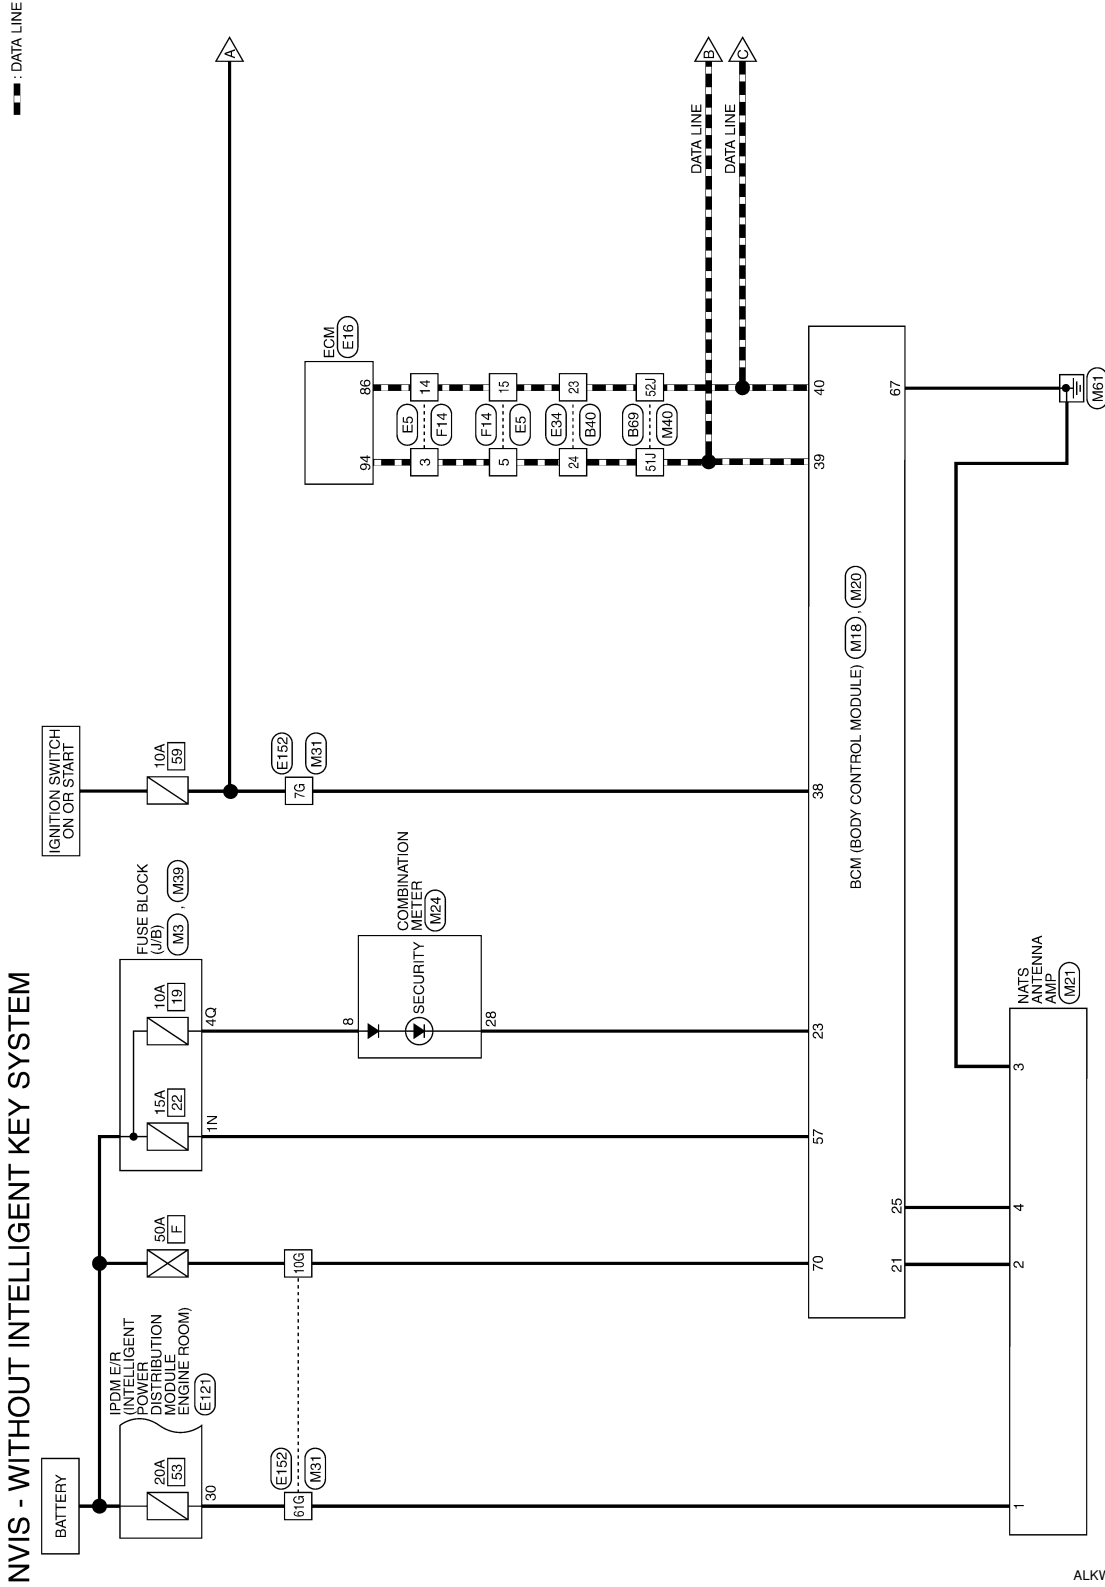 NVIS - WITHOUT INTELLIGENT KEY SYSTEM
: DATA LINE
BATTERY
IPDM E/R
(INTELLIGENT
POWER
DISTRIBUTION
MODULE
ENGINE ROOM)
E121
20A
53
30
50A
F
FUSE BLOCK
(J/B)
M3 , M39
15A
22
1N
10A
19
4Q
IGNITION SWITCH
ON OR START
10A
59
A
E152
M31
61G
10G
E152
M31
7G
COMBINATION
METER
M24
8
SECURITY
28
ECM
E16
94
86
3
E5
F14
14
5
F14
E5
15
24
E34
B40
23
51J
B69
M40
52J
DATA LINE
B
DATA LINE
C
70
57
23
38
39
40
BCM (BODY CONTROL MODULE) M18 , M20
21
25
67
1
2
4
3
NATS
ANTENNA
AMP
M21
M61